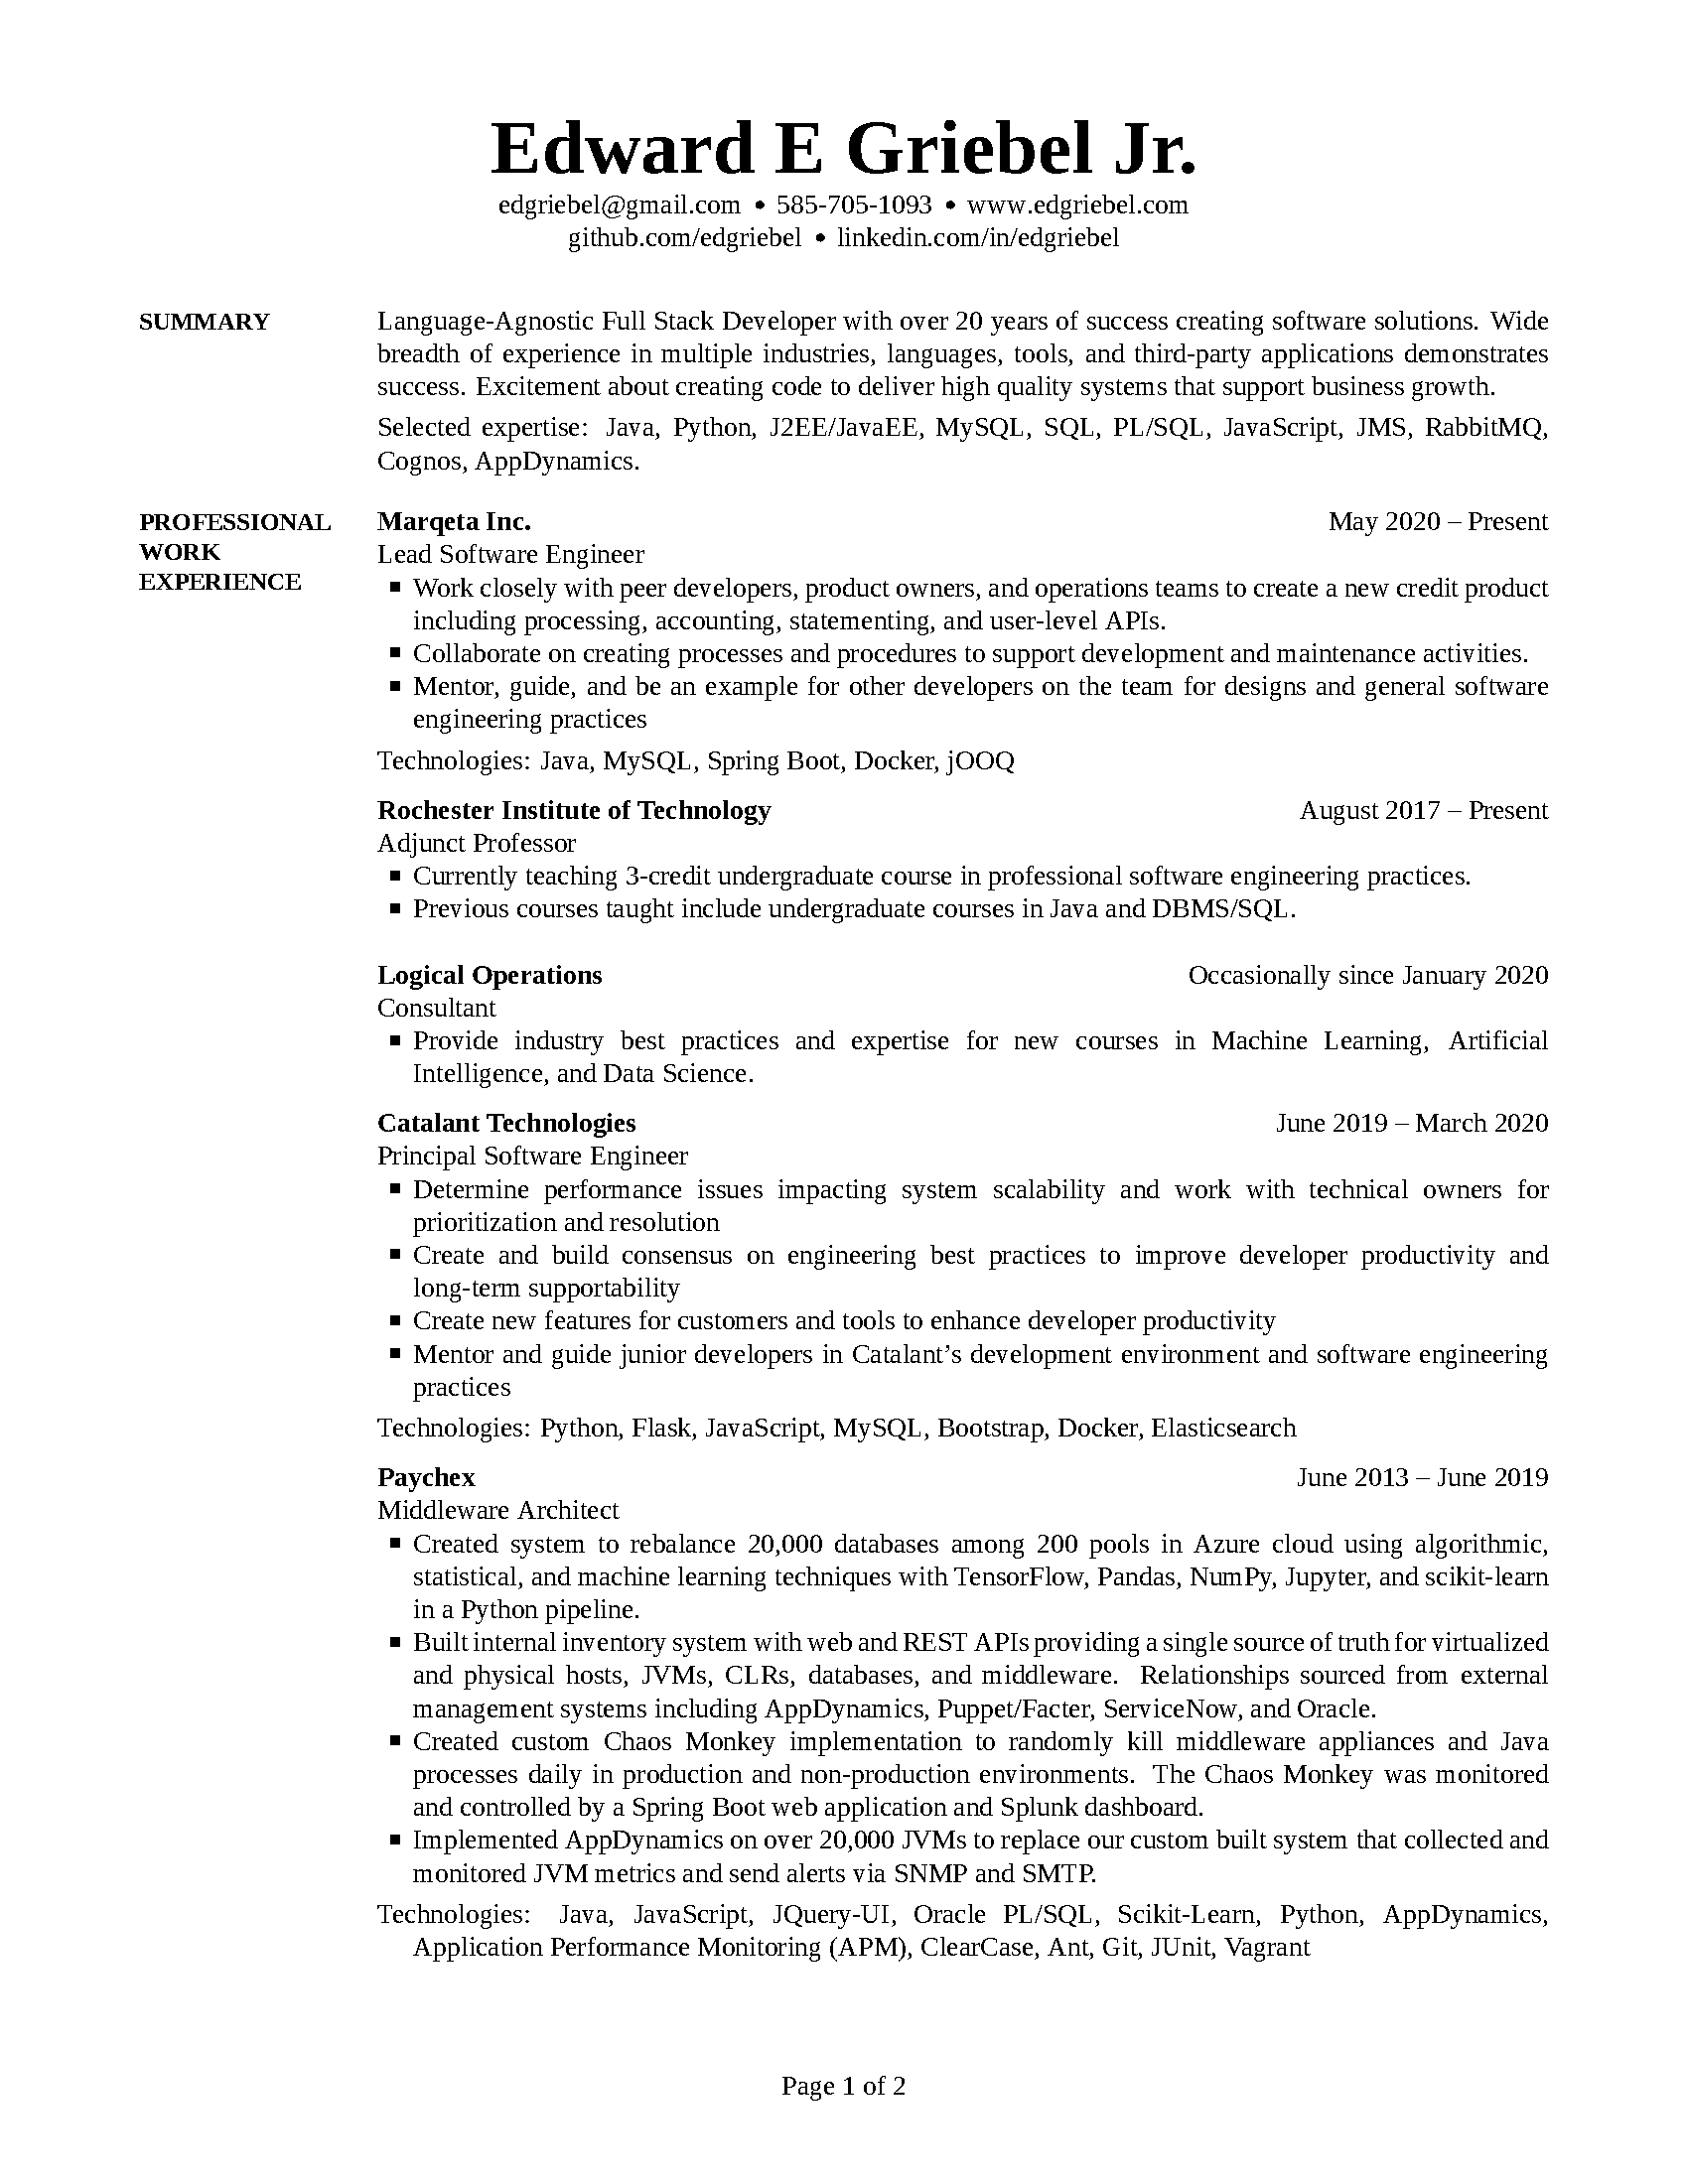 Edward E Griebel Jr.
edgriebel@gmail.com • 585-705-1093 • www.edgriebel.com
github.com/edgriebel • linkedin.com/in/edgriebel
SUMMARY
Language-Agnostic Full Stack Developer with over 20 years of success creating software solutions. Wide
breadth of experience in multiple industries, languages, tools, and third-party applications demonstrates
success. Excitement about creating code to deliver high quality systems that support business growth.
Selected expertise: Java, Python, J2EE/JavaEE, MySQL, SQL, PL/SQL, JavaScript, JMS, RabbitMQ,
Cognos, AppDynamics.
PROFESSIONAL
WORK
EXPERIENCE
Marqeta Inc. May 2020 – Present
Lead Software Engineer
▪ Work closely with peer developers, product owners, and operations teams to create a new credit product
including processing, accounting, statementing, and user-level APIs.
▪ Collaborate on creating processes and procedures to support development and maintenance activities.
▪ Mentor, guide, and be an example for other developers on the team for designs and general software
engineering practices
Technologies: Java, MySQL, Spring Boot, Docker, jOOQ
Rochester Institute of Technology August 2017 – Present
Adjunct Professor
▪ Currently teaching 3-credit undergraduate course in professional software engineering practices.
▪ Previous courses taught include undergraduate courses in Java and DBMS/SQL.
Logical Operations Occasionally since January 2020
Consultant
▪ Provide industry best practices and expertise for new courses in Machine Learning, Artificial
Intelligence, and Data Science.
Catalant Technologies June 2019 – March 2020
Principal Software Engineer
▪ Determine performance issues impacting system scalability and work with technical owners for
prioritization and resolution
▪ Create and build consensus on engineering best practices to improve developer productivity and
long-term supportability
▪ Create new features for customers and tools to enhance developer productivity
▪ Mentor and guide junior developers in Catalant’s development environment and software engineering
practices
Technologies: Python, Flask, JavaScript, MySQL, Bootstrap, Docker, Elasticsearch
Paychex June 2013 – June 2019
Middleware Architect
▪ Created system to rebalance 20,000 databases among 200 pools in Azure cloud using algorithmic,
statistical, and machine learning techniques with TensorFlow, Pandas, NumPy, Jupyter, and scikit-learn
in a Python pipeline.
▪ Built internal inventory system with web and REST APIs providing a single source of truth for virtualized
and physical hosts, JVMs, CLRs, databases, and middleware. Relationships sourced from external
management systems including AppDynamics, Puppet/Facter, ServiceNow, and Oracle.
▪ Created custom Chaos Monkey implementation to randomly kill middleware appliances and Java
processes daily in production and non-production environments. The Chaos Monkey was monitored
and controlled by a Spring Boot web application and Splunk dashboard.
▪ Implemented AppDynamics on over 20,000 JVMs to replace our custom built system that collected and
monitored JVM metrics and send alerts via SNMP and SMTP.
Technologies: Java, JavaScript, JQuery-UI, Oracle PL/SQL, Scikit-Learn, Python, AppDynamics,
Application Performance Monitoring (APM), ClearCase, Ant, Git, JUnit, Vagrant
Page 1 of 2